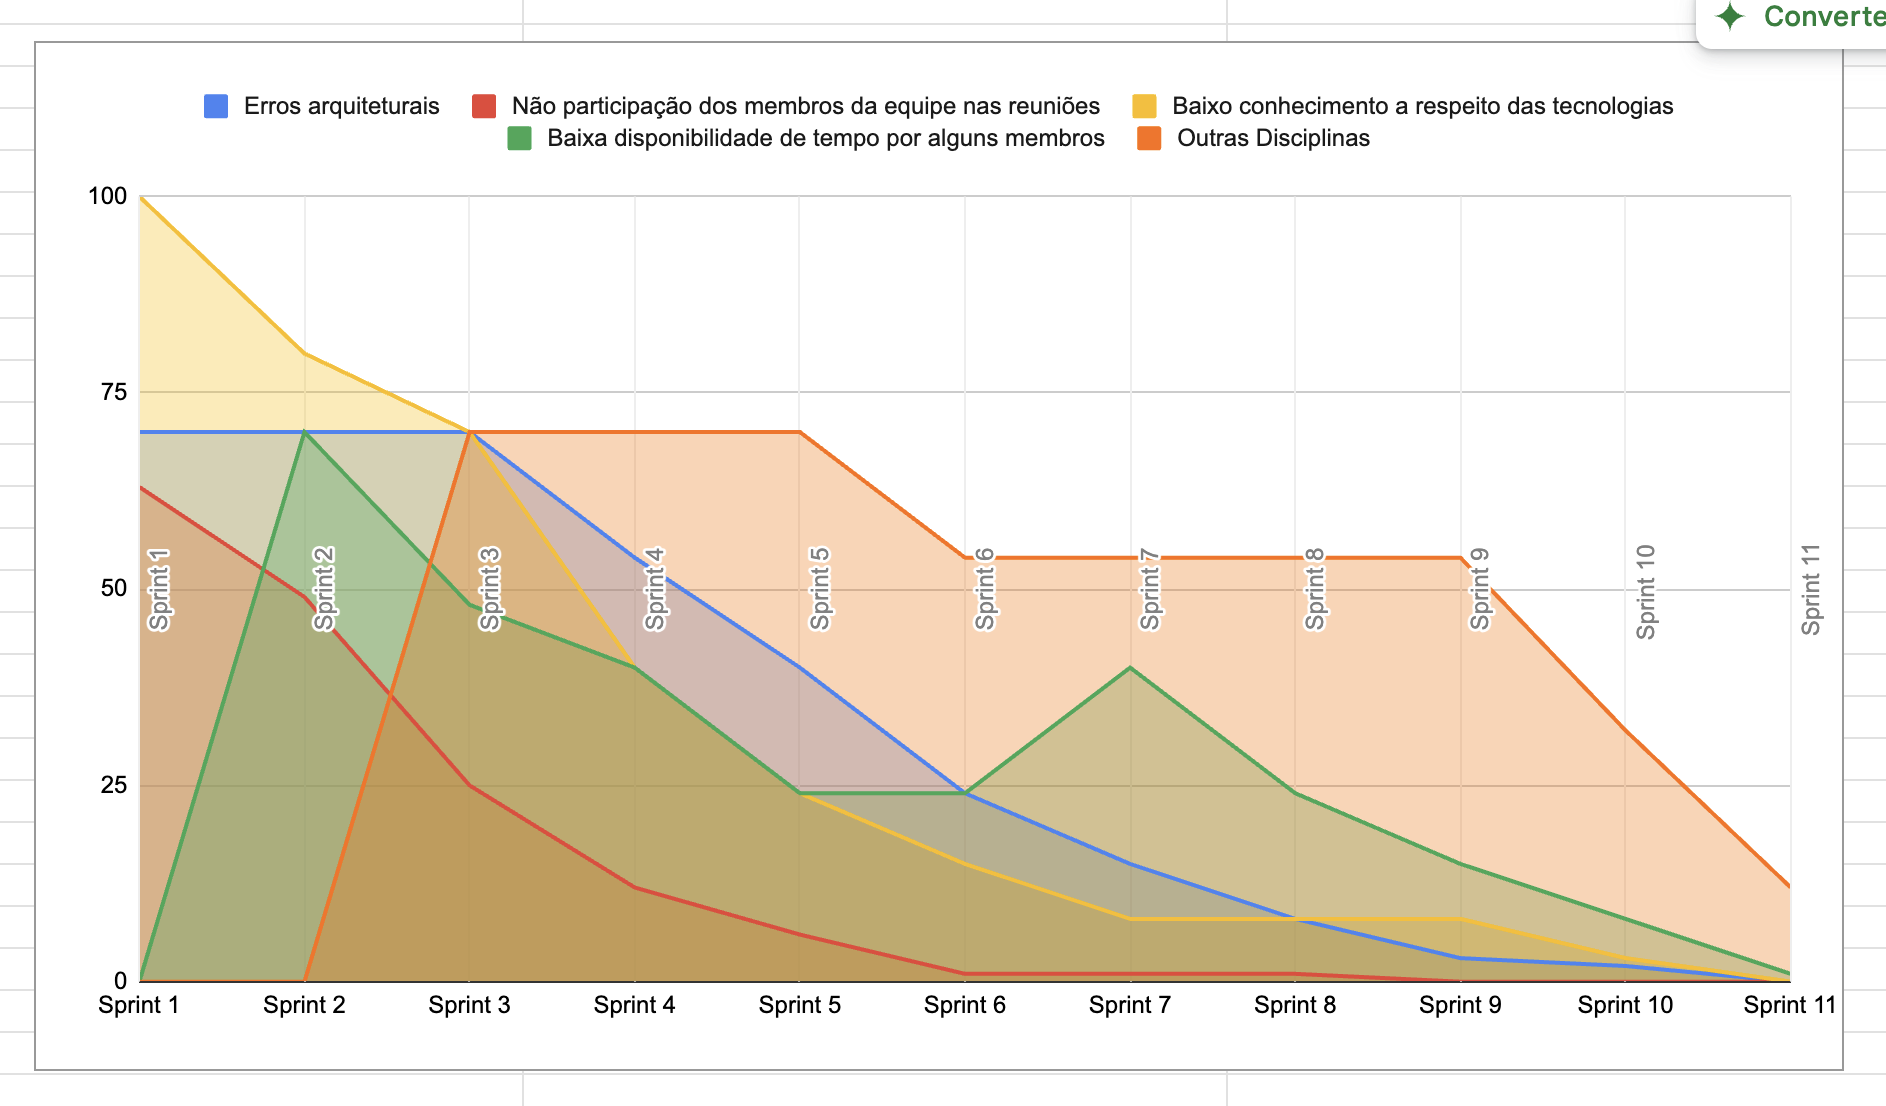 Converte
Erros arquiteturais Não participação dos membros da equipe nas reuniões Baixo conhecimento a respeito das tecnologias
Baixa disponibilidade de tempo por alguns membros Outras Disciplinas
100
75
50
25
0
Sprint 1 Sprint 2 Sprint 3 Sprint 4 Sprint 5 Sprint 6 Sprint 7 Sprint 8 Sprint 9 Sprint 10 Sprint 11
Sprint 1 Sprint 2 Sprint 3 Sprint 4 Sprint 5 Sprint 6 Sprint 7 Sprint 8 Sprint 9 Sprint 10 Sprint 11